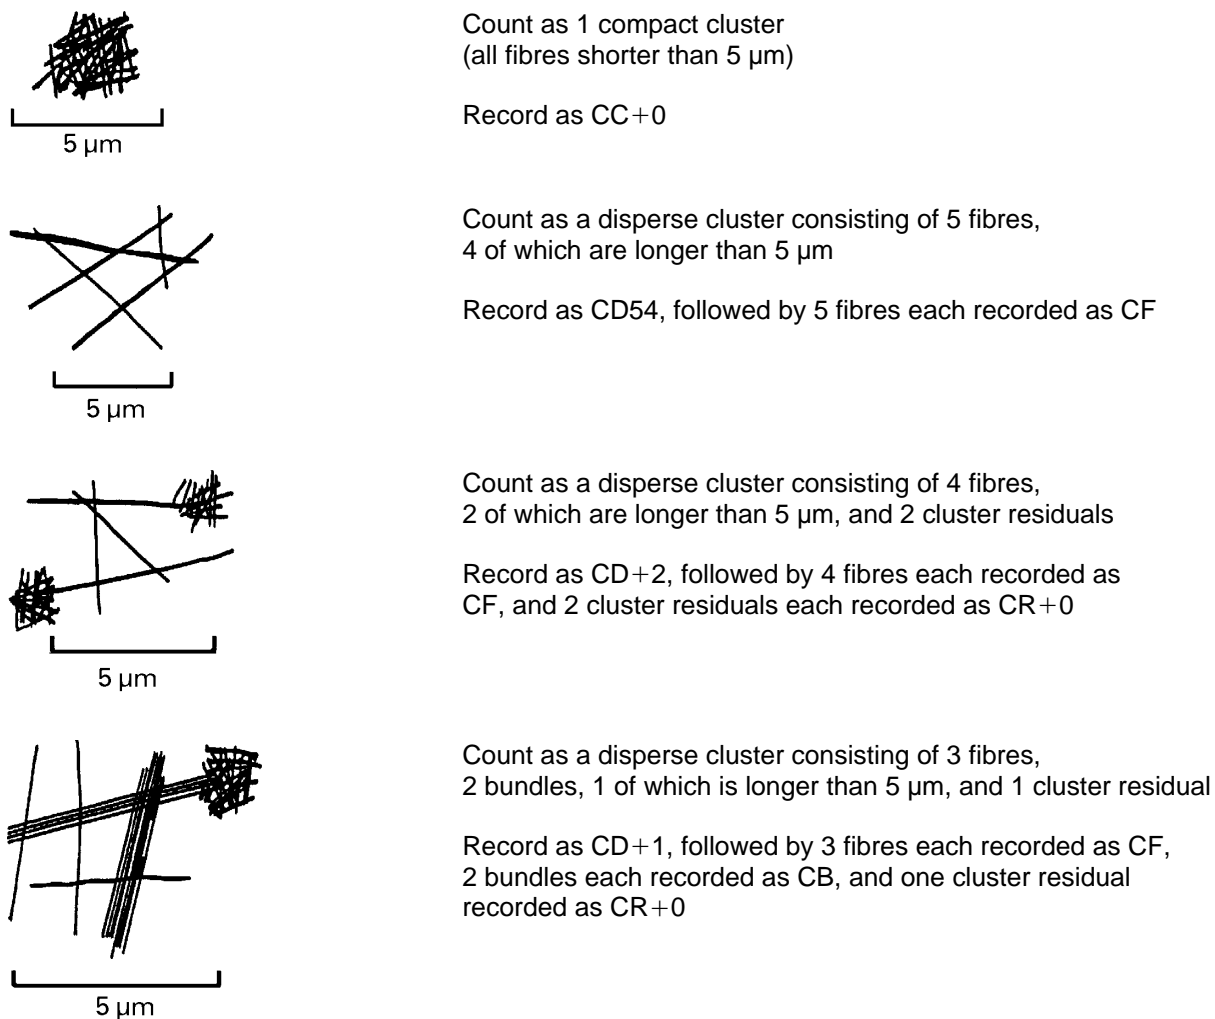 Count as 1 compact cluster
(all fibres shorter than 5 µm)
Record as CC+0
5 µm
Count as a disperse cluster consisting of 5 fibres,
4 of which are longer than 5 µm
Record as CD54, followed by 5 fibres each recorded as CF
5 µm
Count as a disperse cluster consisting of 4 fibres,
2 of which are longer than 5 µm, and 2 cluster residuals
Record as CD+2, followed by 4 fibres each recorded as
CF, and 2 cluster residuals each recorded as CR+0
5 µm
Count as a disperse cluster consisting of 3 fibres,
2 bundles, 1 of which is longer than 5 µm, and 1 cluster residual
Record as CD+1, followed by 3 fibres each recorded as CF,
2 bundles each recorded as CB, and one cluster residual
recorded as CR+0
5 µm